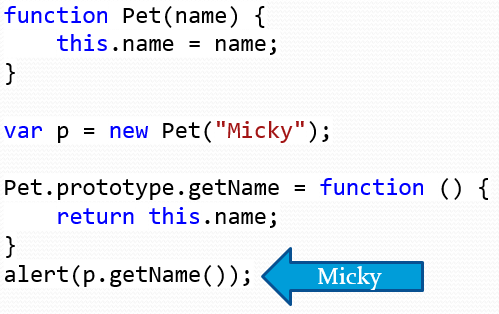 function Pet(name) {
    this.name = name;
}
var p = new Pet("Micky");
Pet.prototype.getName = function () {
    return this.name;
}
alert(p.getName());
Micky